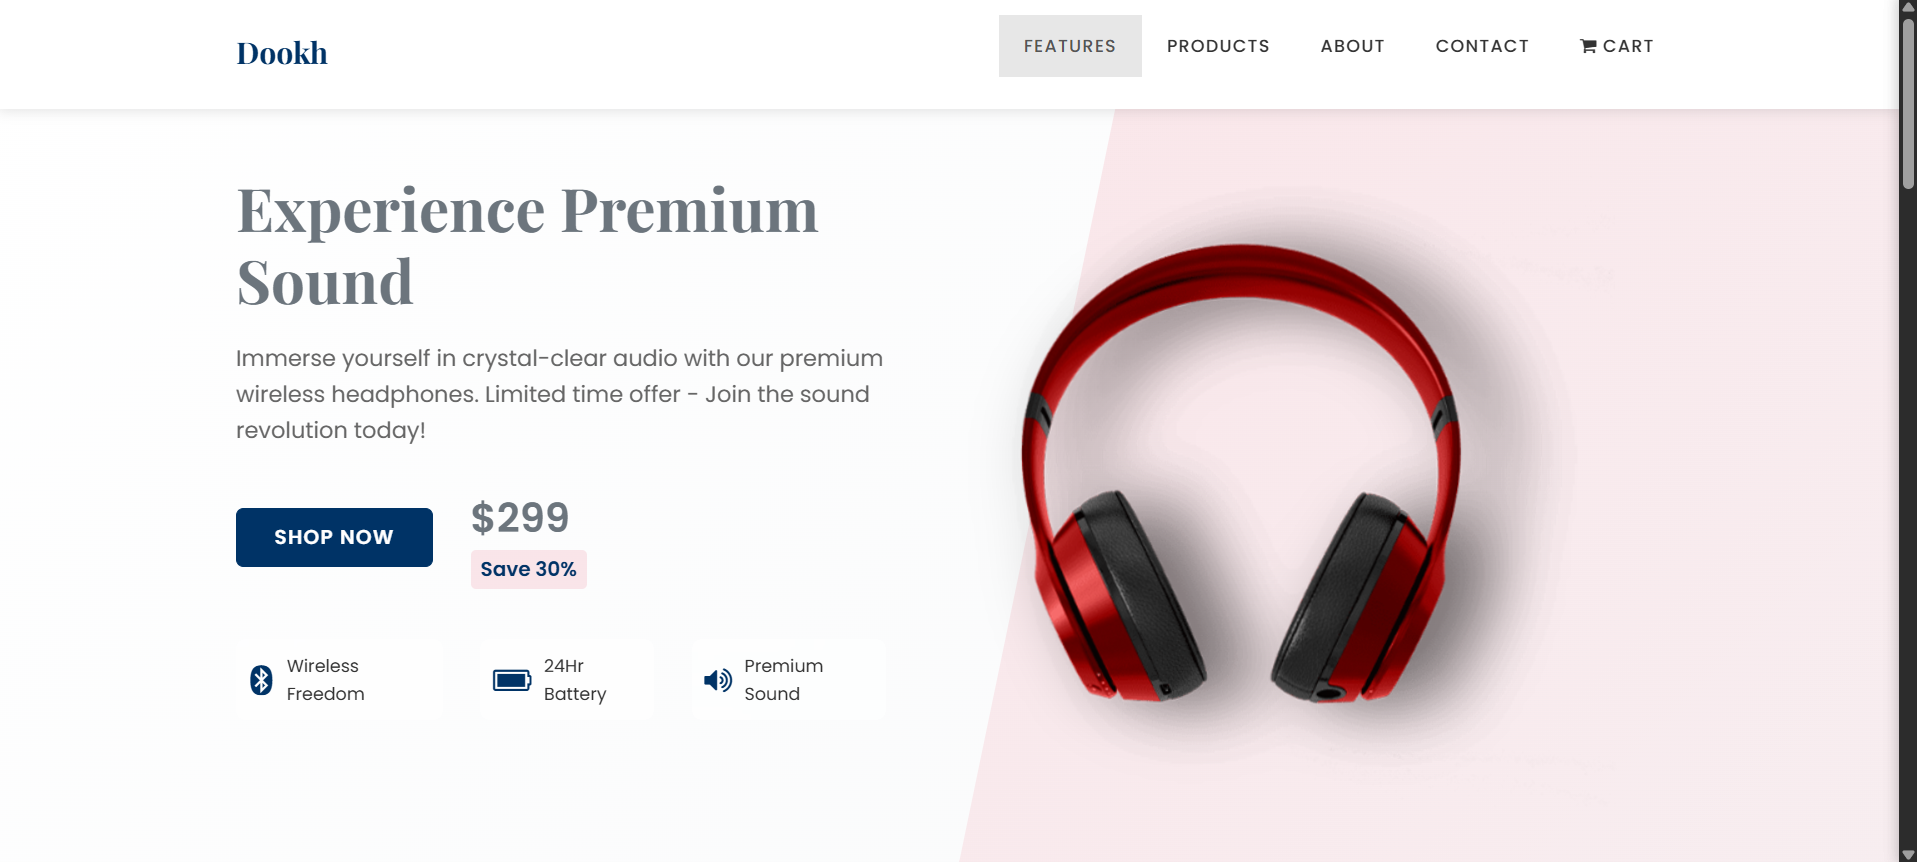 Dookh
FEATURES
PRODUCTS
ABOUT
CONTACT
CART
Experience Premium
Sound
Immerse yourself in crystal-clear audio with our premium
wireless headphones. Limited time offer - Join the sound
revolution today!
SHOP NOW
$299
Save 30%
Wireless
Freedom
24Hr
Battery
Premium
Sound